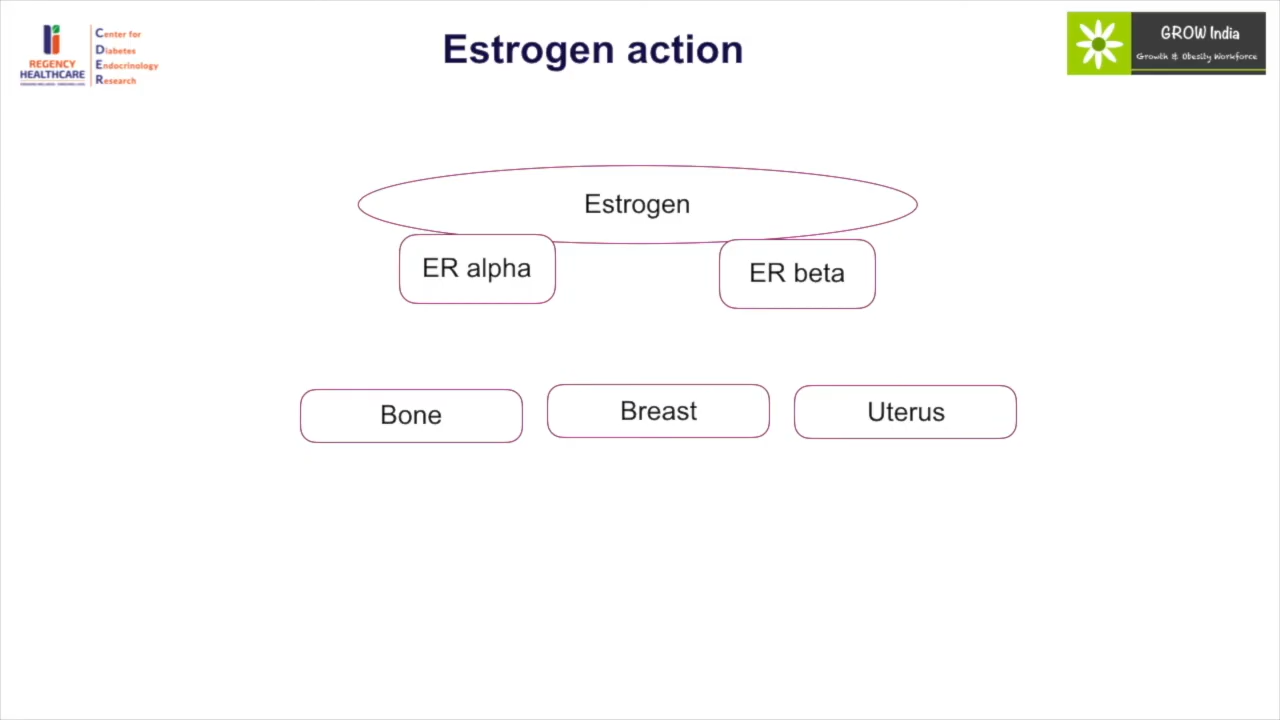 Center for
Diabetes
Endocrinology
Research
REGENCY
HEALTHCARE
Estrogen action
GROW India
Growth & Obesity Workforce
Estrogen
ER alpha
ER beta
Bone
Breast
Uterus